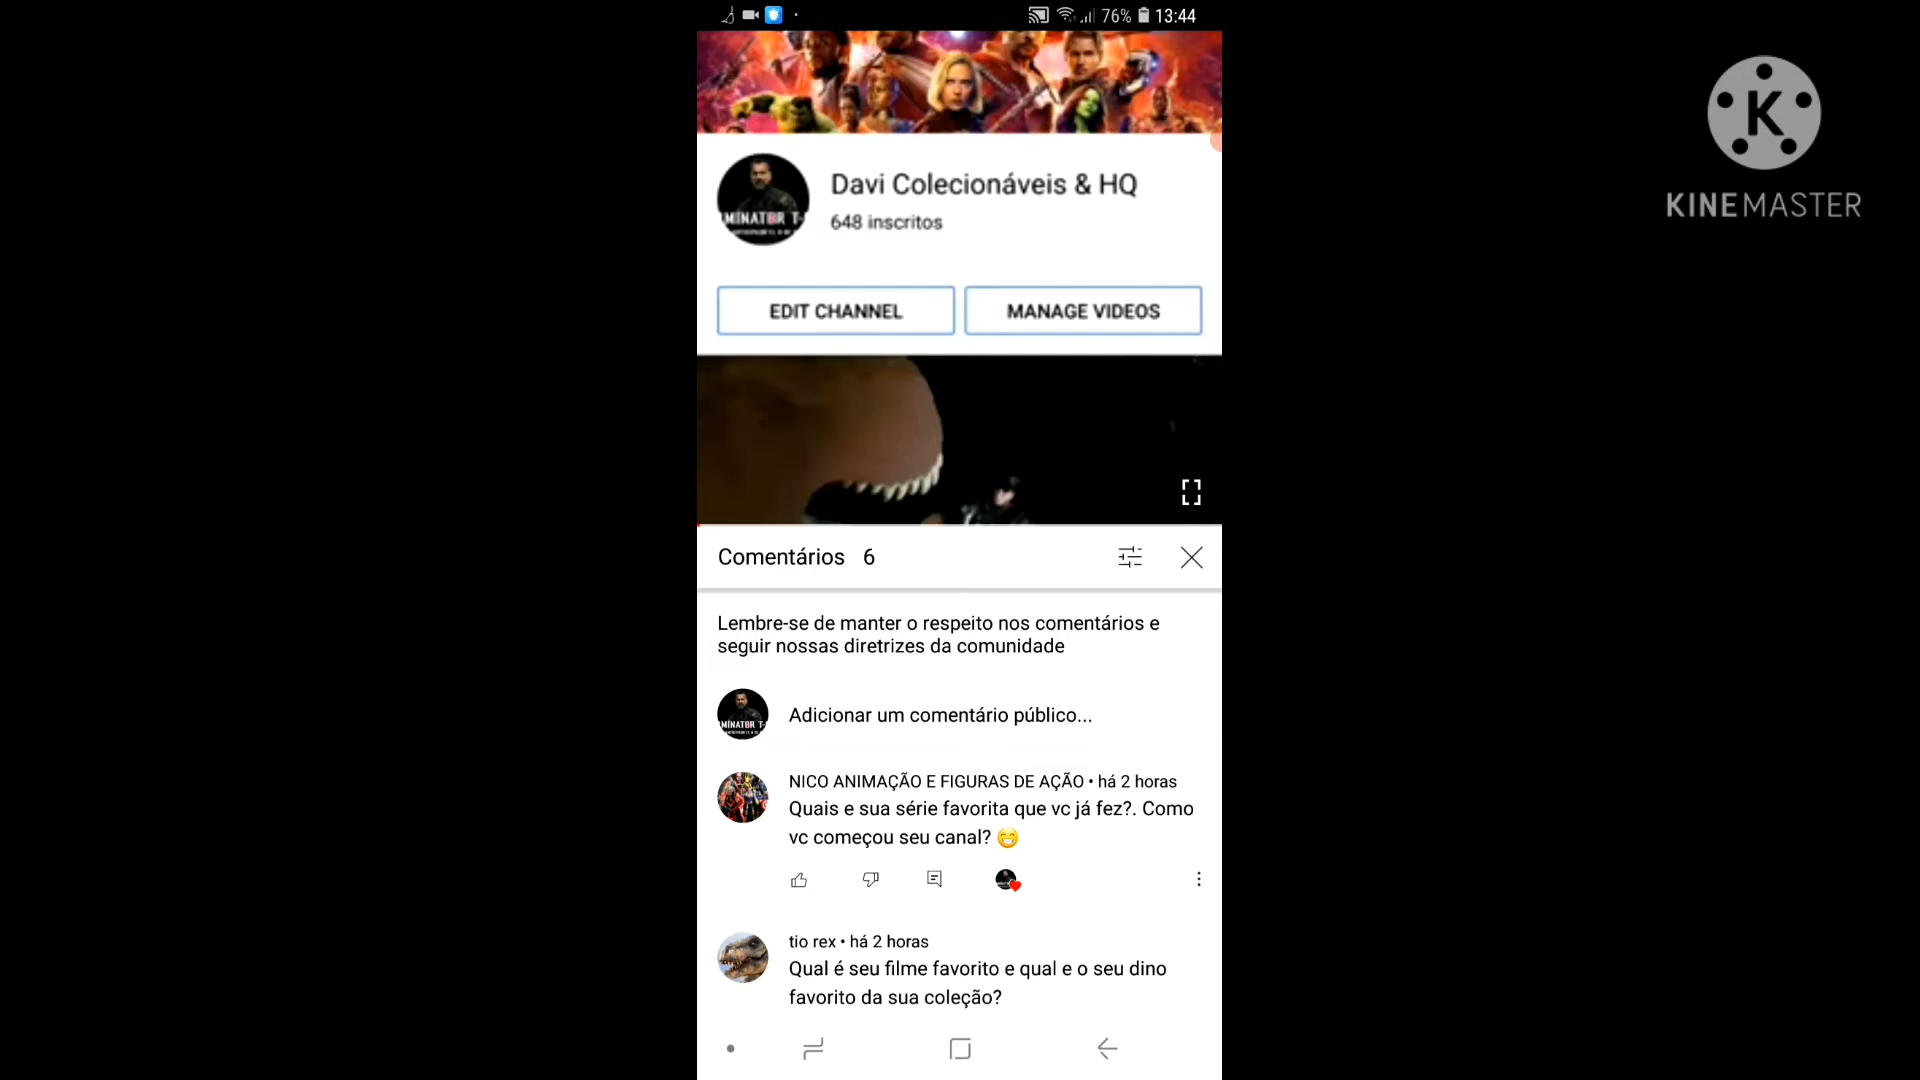 76% 13:44
KINEMASTER
Davi Colecionáveis & HQ
648 inscritos
EDIT CHANNEL
MANAGE VIDEOS
Comentários 6
Lembre-se de manter o respeito nos comentários e
seguir nossas diretrizes da comunidade
MINATOR T-
Adicionar um comentário público...
NICO ANIMAÇÃO E FIGURAS DE AÇÃO • há 2 horas
Quais e sua série favorita que vc já fez?. Como
vc começou seu canal? 😁
tio rex • há 2 horas
Qual é seu filme favorito e qual e o seu dino
favorito da sua coleção?